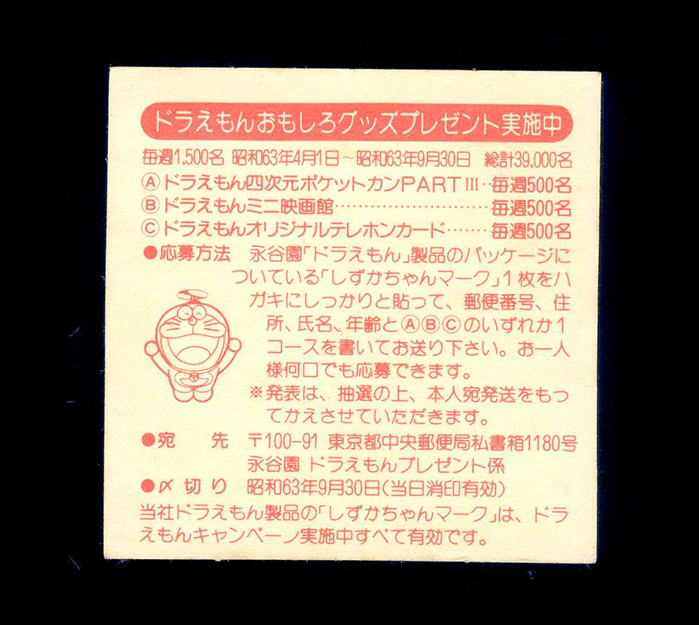 ドラえもんおもしろグッズプレゼント実施中
毎週1,500名 昭和63年4月1日～昭和63年9月30日 総計39,000名
Ⓐドラえもん四次元ポケットカンPARTⅢ‥毎週500名
Ⓑドラえもんミニ映画館‥‥‥‥‥‥‥‥毎週500名
Ⓒドラえもんオリジナルテレホンカード‥‥‥毎週500名
●応募方法 永谷園「ドラえもん」製品のパッケージに
ついている「しずかちゃんマーク」1枚をハ
ガキにしっかりと貼って、郵便番号、住
所、氏名、年齢とⒶⒷⒸのいずれか1
コースを書いてお送り下さい。お一人
様何口でも応募できます。
※発表は、抽選の上、本人宛発送をもっ
てかえさせていただきます。
●宛 先 〒100-91 東京都中央郵便局私書箱1180号
永谷園 ドラえもんプレゼント係
●〆切り 昭和63年9月30日(当日消印有効)
当社ドラえもん製品の「しずかちゃんマーク」は、ドラ
えもんキャンペーン実施中すべて有効です。